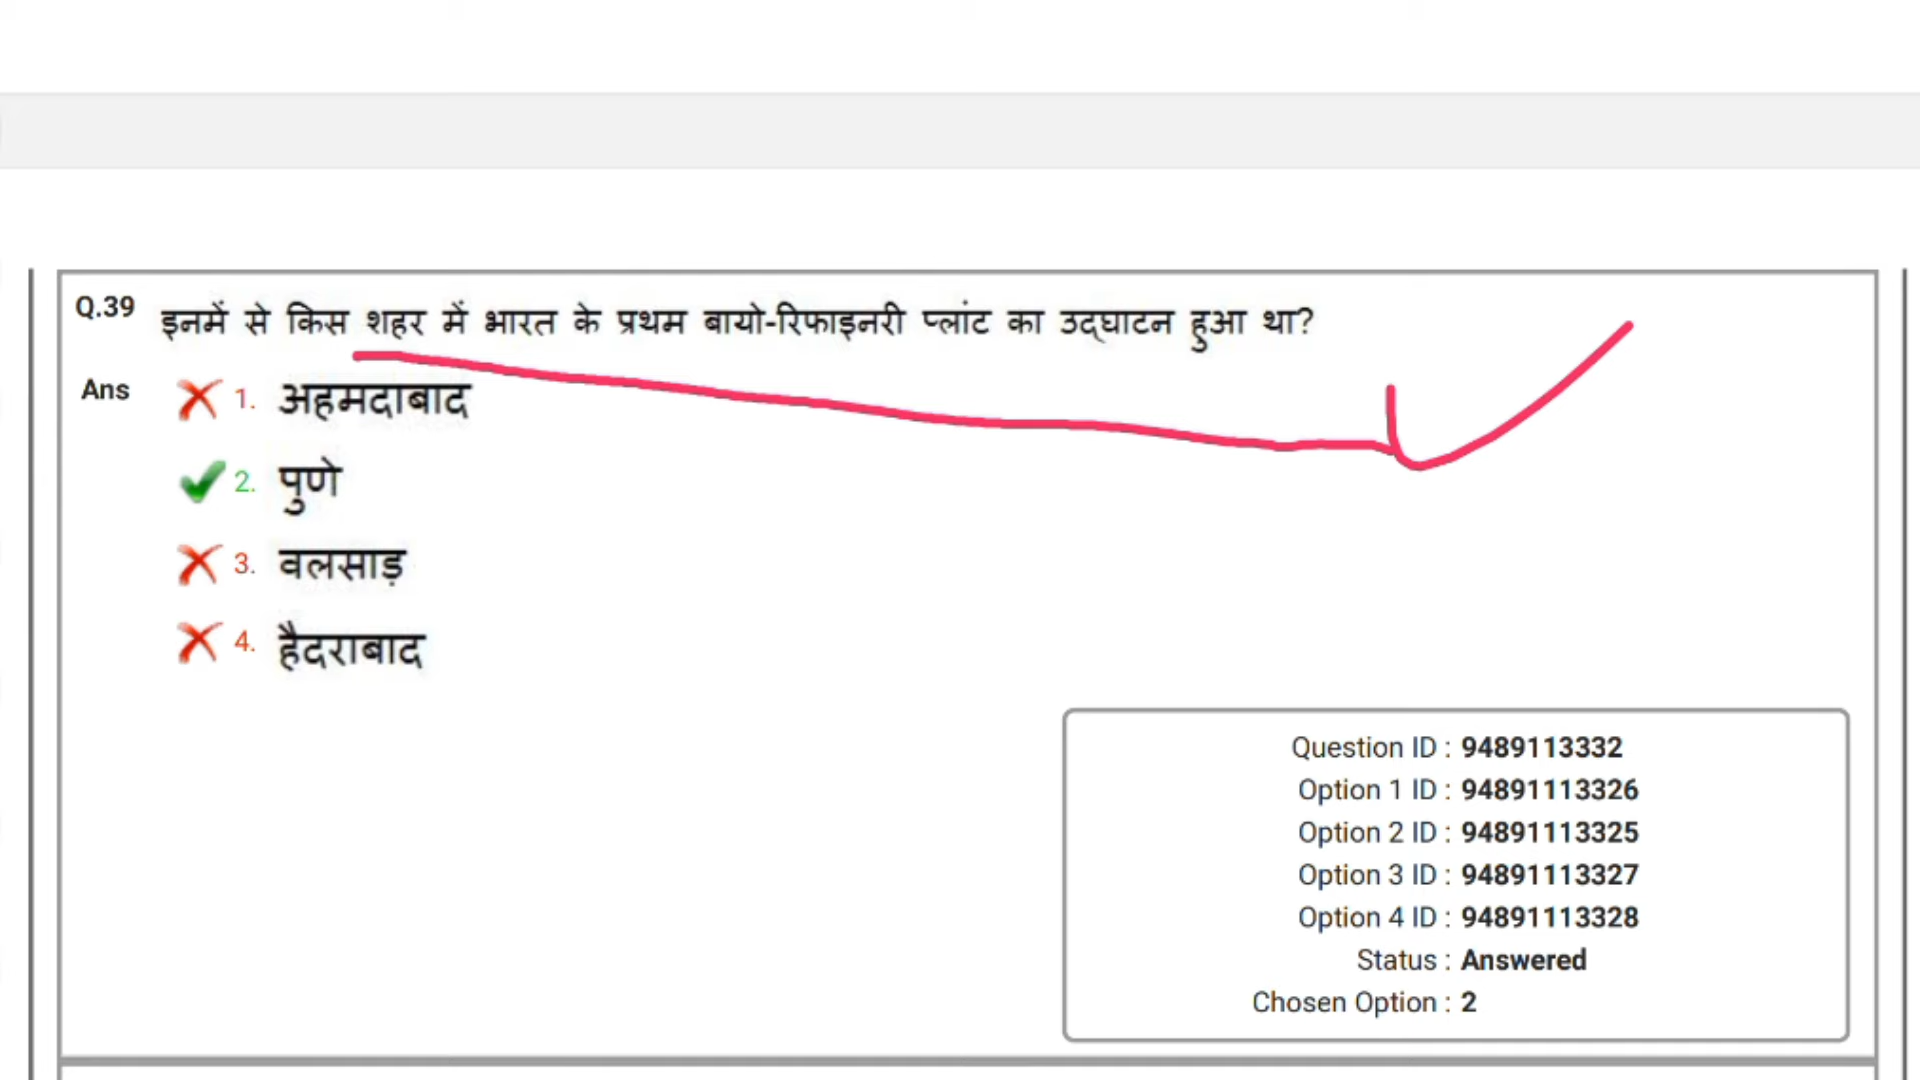 Q.39 इनमें से किस शहर में भारत के प्रथम बायो-रिफाइनरी प्लांट का उद्घाटन हुआ था?
Ans 1. अहमदाबाद
2. पुणे
3. वलसाड़
4. हैदराबाद
Question ID : 9489113332
Option 1 ID : 94891113326
Option 2 ID : 94891113325
Option 3 ID : 94891113327
Option 4 ID : 94891113328
Status : Answered
Chosen Option : 2